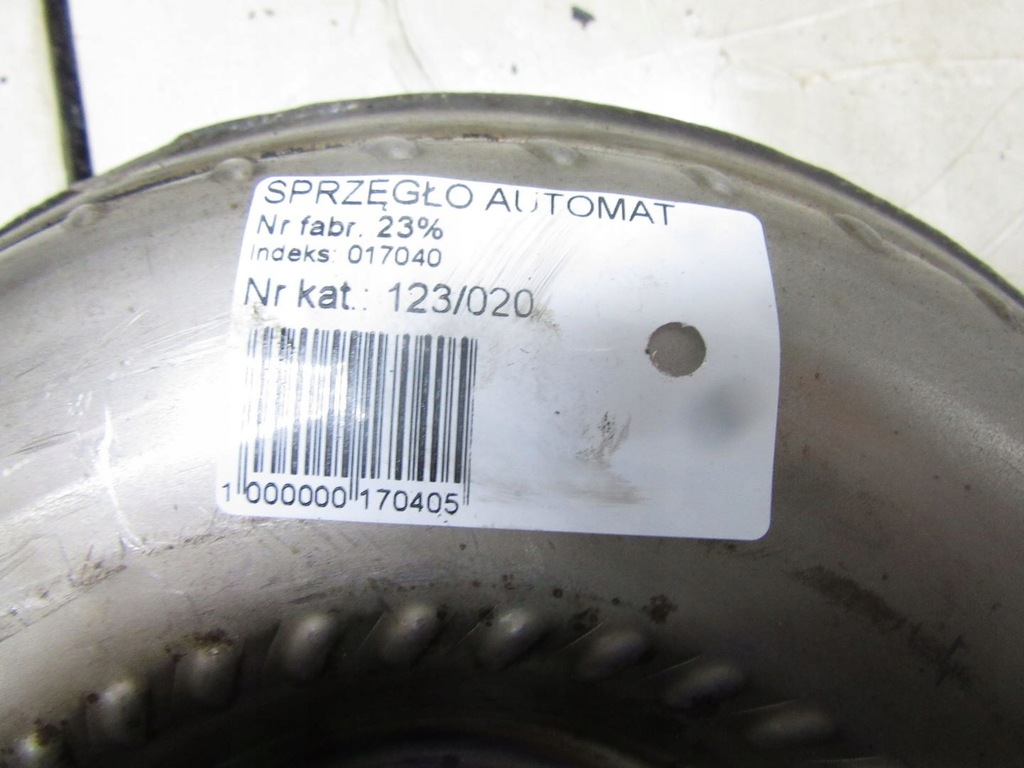 SPRZĘGŁO AUTOMAT
Nr fabr. 23%
Indeks: 017040
Nr kat.: 123/020
1 000000 170405